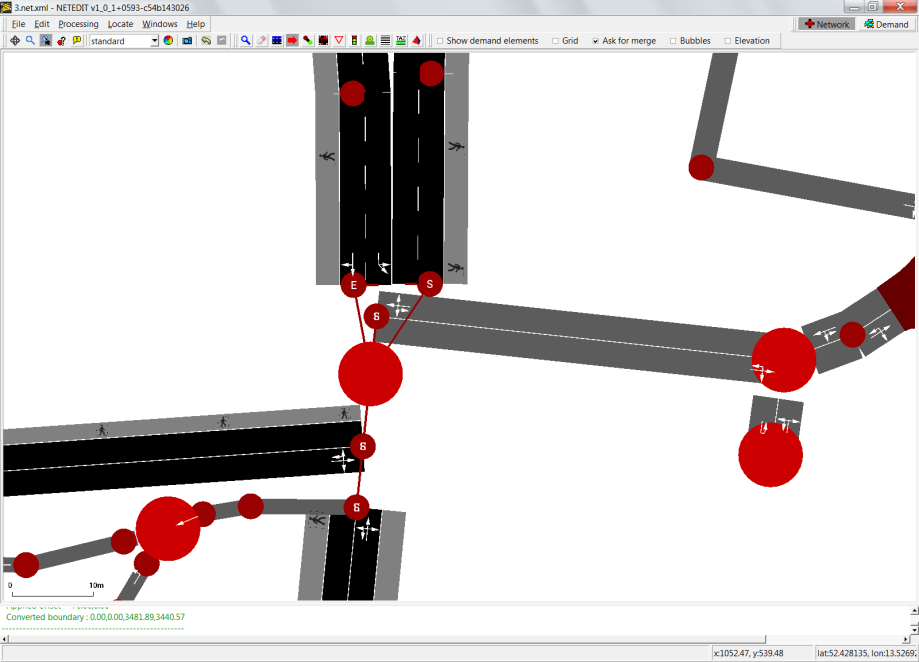 3.net.xml - NETEDIT v1_0_1+0593-c54b143026
File Edit Processing Locate Windows Help
Network Demand
standard
Show demand elements Grid Ask for merge Bubbles Elevation
TAZ
E
S
0 10m
Converted boundary : 0.00,0.00,3481.89,3440.57
x:1052.47, y:539.48
lat:52.428135, lon:13.5269